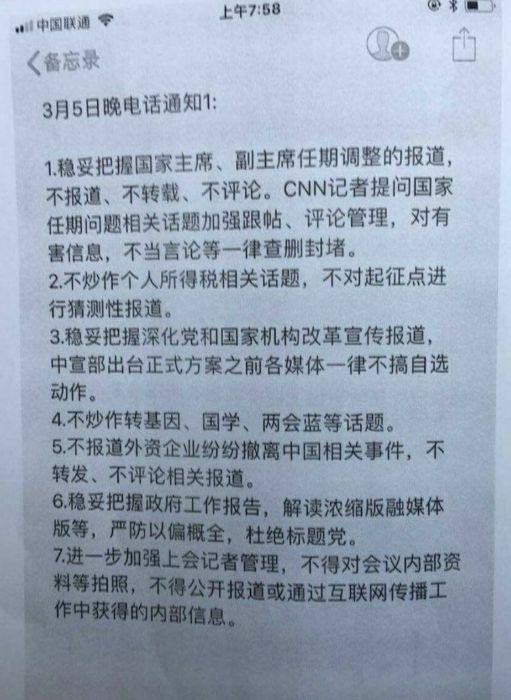 中国联通
上午7:58
备忘录
3月5日晚电话通知1:
1.稳妥把握国家主席、副主席任期调整的报道，
不报道、不转载、不评论。CNN记者提问国家
任期问题相关话题加强跟帖、评论管理，对有
害信息，不当言论等一律查删封堵。
2.不炒作个人所得税相关话题，不对起征点进
行猜测性报道。
3.稳妥把握深化党和国家机构改革宣传报道，
中宣部出台正式方案之前各媒体一律不搞自选
动作。
4.不炒作转基因、国学、两会蓝等话题。
5.不报道外资企业纷纷撤离中国相关事件，不
转发、不评论相关报道。
6.稳妥把握政府工作报告，解读浓缩版融媒体
版等，严防以偏概全，杜绝标题党。
7.进一步加强上会记者管理，不得对会议内部资
料等拍照，不得公开报道或通过互联网传播工
作中获得的内部信息。